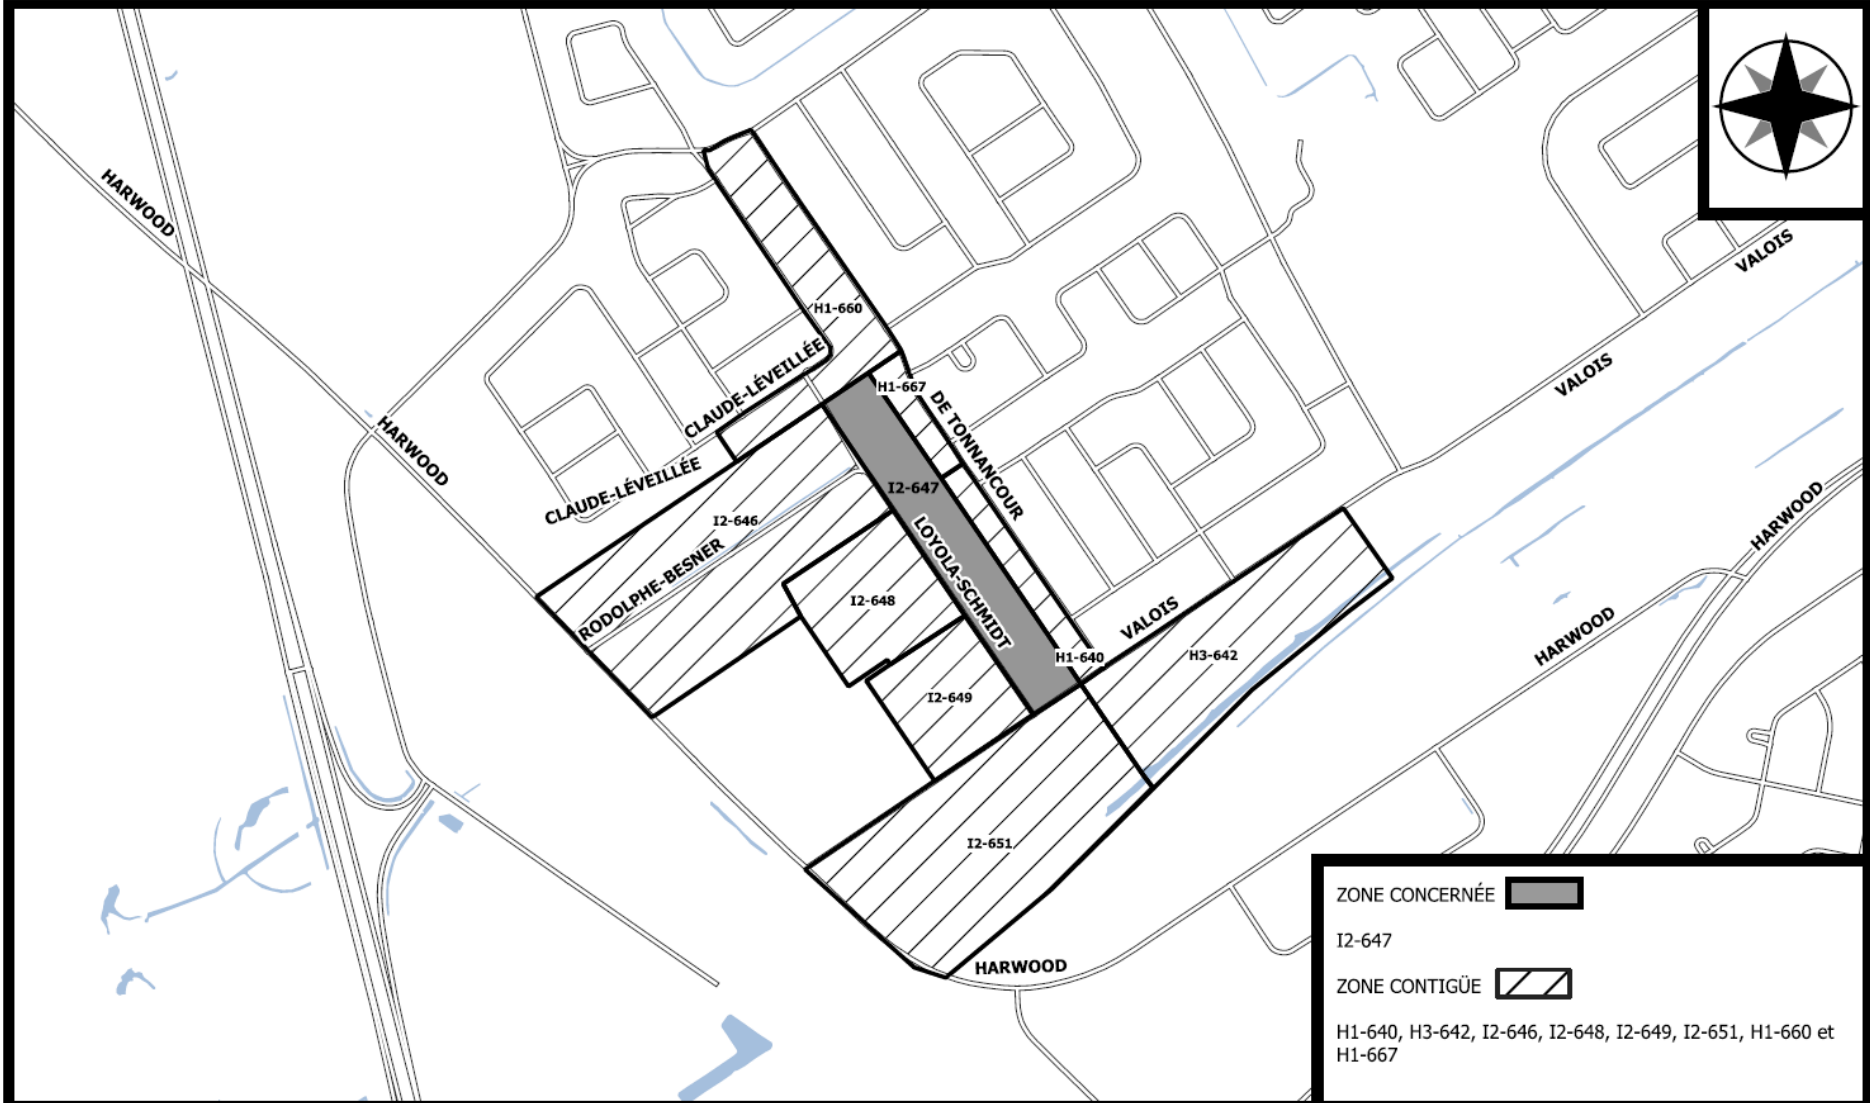 HARWOOD
VALOIS
H1-660
VALOIS
CLAUDE-LÉVEILLÉE
H1-667
DE TONNANCOUR
HARWOOD
CLAUDE-LÉVEILLÉE
I2-647
HARWOOD
I2-646
RODOLPHE-BESNER
LOYOLA-SCHMIDT
I2-648
VALOIS
HARWOOD
H1-640
H3-642
I2-649
I2-651
HARWOOD
ZONE CONCERNÉE
I2-647
ZONE CONTIGÜE
H1-640, H3-642, I2-646, I2-648, I2-649, I2-651, H1-660 et
H1-667